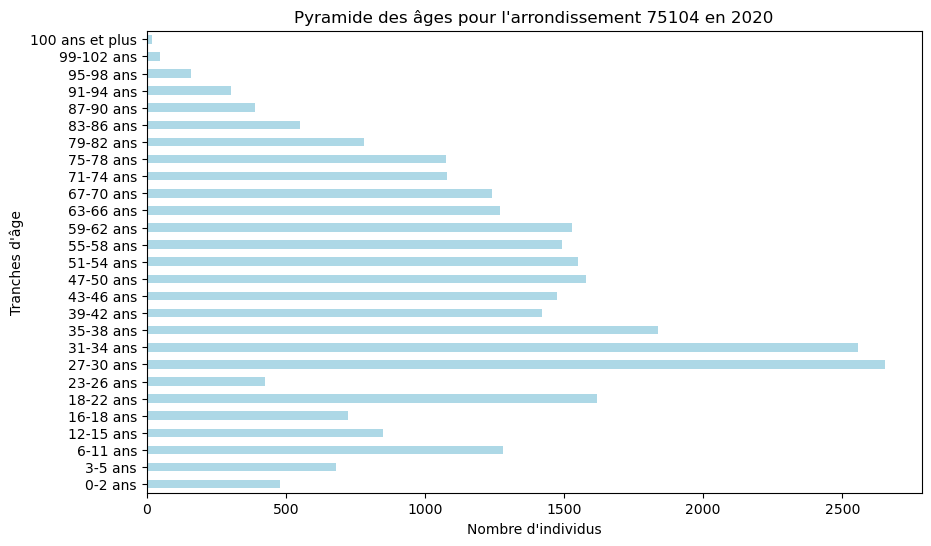 Pyramide des âges pour l'arrondissement 75104 en 2020
100 ans et plus
99-102 ans
95-98 ans
91-94 ans
87-90 ans
83-86 ans
79-82 ans
75-78 ans
71-74 ans
67-70 ans
63-66 ans
59-62 ans
55-58 ans
51-54 ans
47-50 ans
43-46 ans
39-42 ans
35-38 ans
31-34 ans
27-30 ans
23-26 ans
18-22 ans
16-18 ans
12-15 ans
6-11 ans
3-5 ans
0-2 ans
Tranches d'âge
0 500 1000 1500 2000 2500
Nombre d'individus